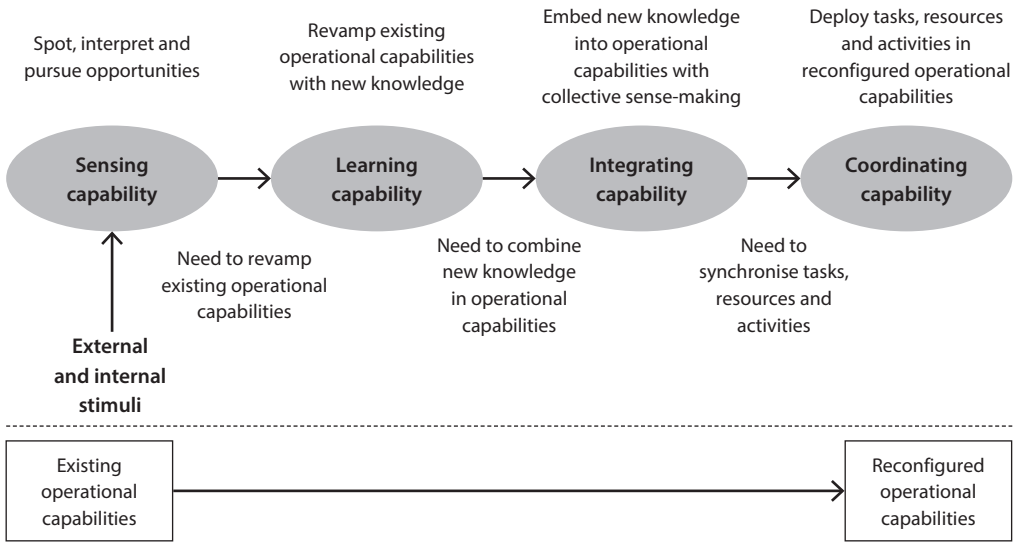 Spot, interpret and
pursue opportunities
Revamp existing
operational capabilities
with new knowledge
Embed new knowledge
into operational
capabilities with
collective sense-making
Deploy tasks, resources
and activities in
reconfigured operational
capabilities
Sensing
capability
Learning
capability
Integrating
capability
Coordinating
capability
Need to revamp
existing operational
capabilities
Need to combine
new knowledge
in operational
capabilities
Need to
synchronise tasks,
resources and
activities
External
and internal
stimuli
Existing
operational
capabilities
Reconfigured
operational
capabilities